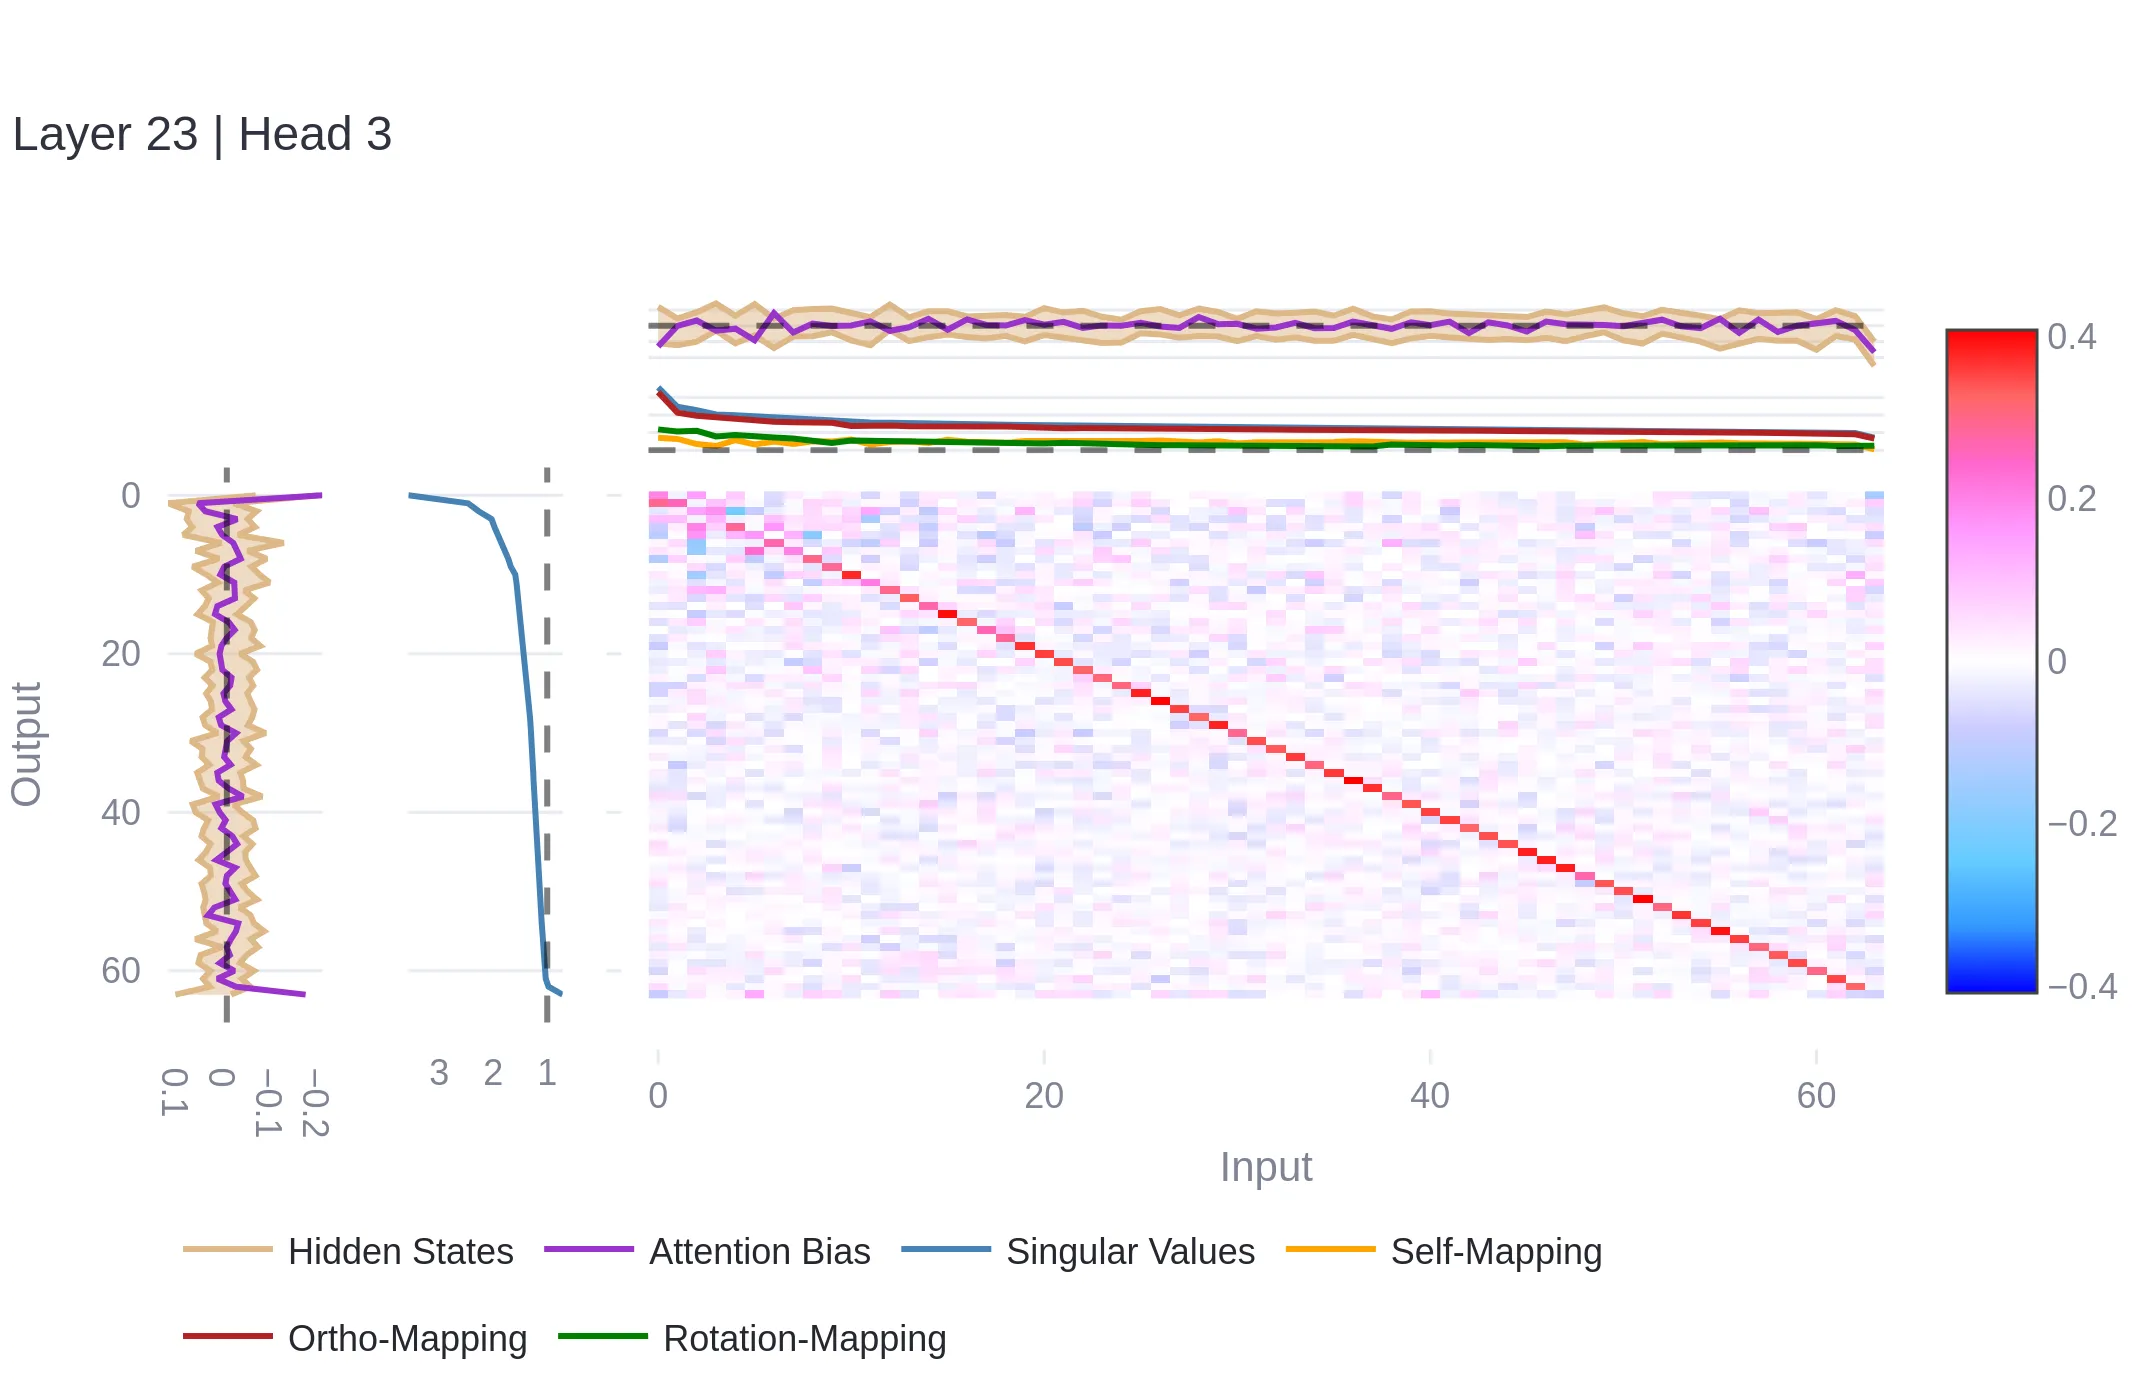 Layer 23 | Head 3
0.4
0.2
0
−0.2
−0.4
Output
0
20
40
60
0.1
0
−0.1
−0.2
3
2
1
0
20
40
60
Input
Hidden States
Attention Bias
Singular Values
Self-Mapping
Ortho-Mapping
Rotation-Mapping